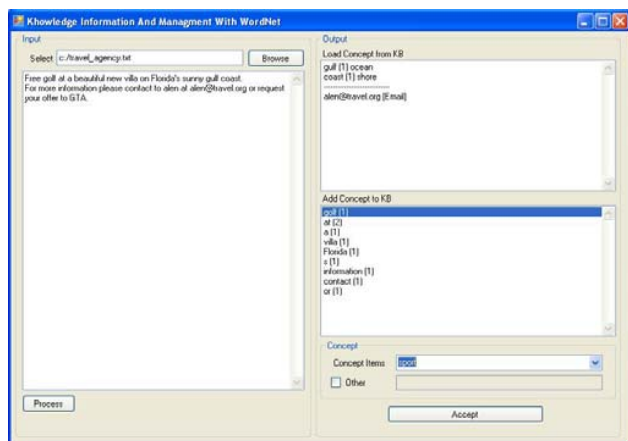 Khowledge Information And Managment With WordNet
Input
Select c:/travel_agency.txt Browse
Free golf at a beautiful new villa on Florida's sunny gulf coast.
For more information please contact to alen at alen@travel.org or request
your offer to GTA.
Process
Output
Load Concept from KB
gulf (1) ocean
coast (1) shore
--------------------
alen@travel.org [Email]
Add Concept to KB
golf (1)
at (2)
a (1)
villa (1)
Florida (1)
s (1)
information (1)
contact (1)
or (1)
Concept
Concept Items sport
Other
Accept